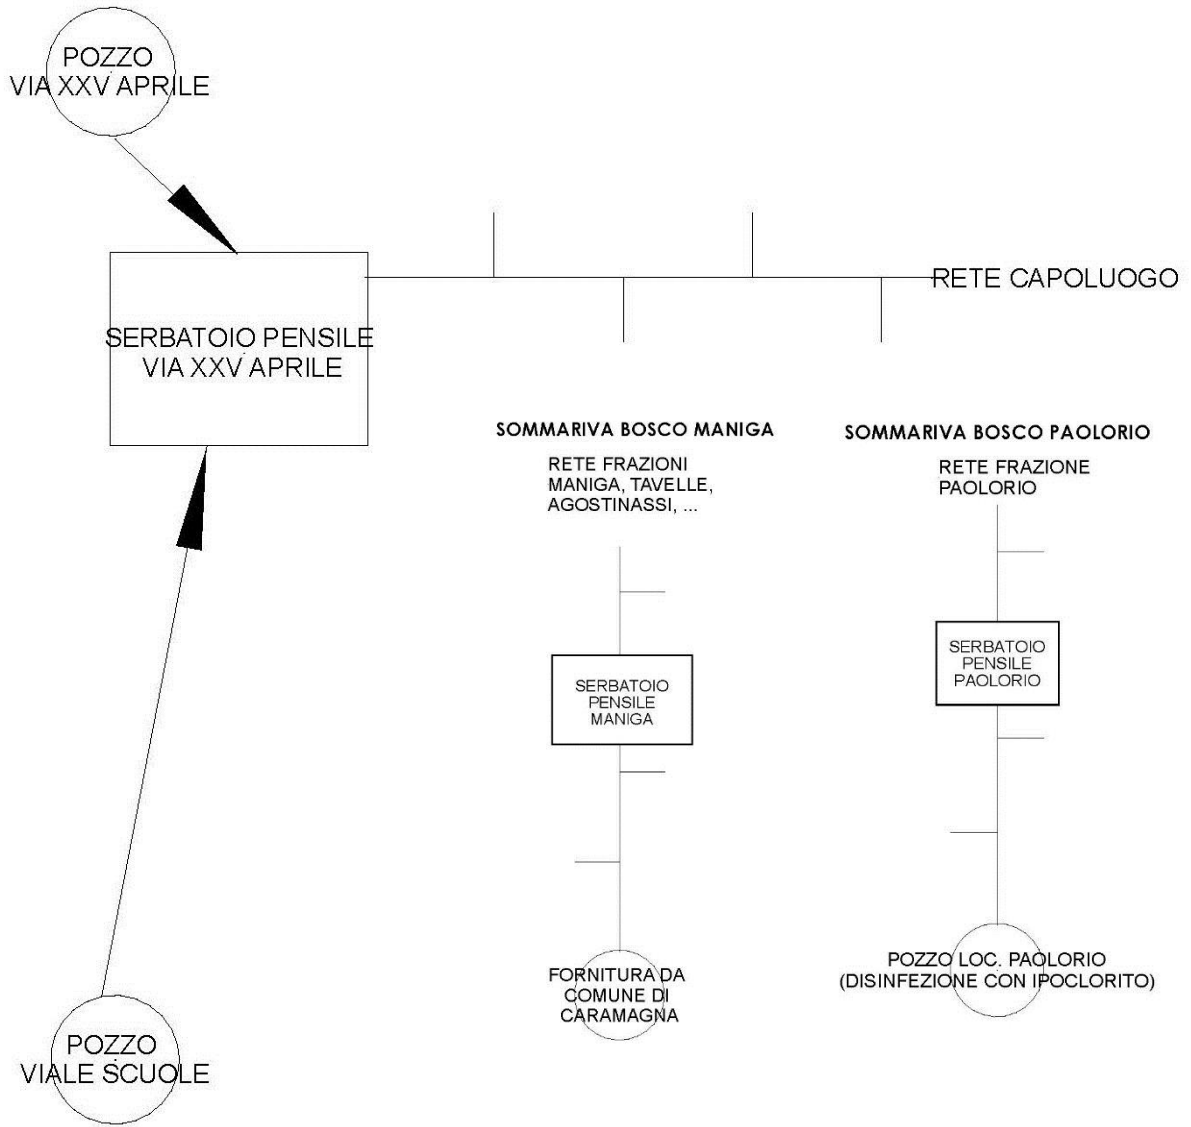 POZZO
VIA XXV APRILE
RETE CAPOLUOGO
SERBATOIO PENSILE
VIA XXV APRILE
SOMMARIVA BOSCO MANIGA
RETE FRAZIONI
MANIGA, TAVELLE,
AGOSTINASSI, ...
SERBATOIO
PENSILE
MANIGA
FORNITURA DA
COMUNE DI
CARAMAGNA
SOMMARIVA BOSCO PAOLORIO
RETE FRAZIONE
PAOLORIO
SERBATOIO
PENSILE
PAOLORIO
POZZO LOC. PAOLORIO
(DISINFEZIONE CON IPOCLORITO)
POZZO
VIALE SCUOLE